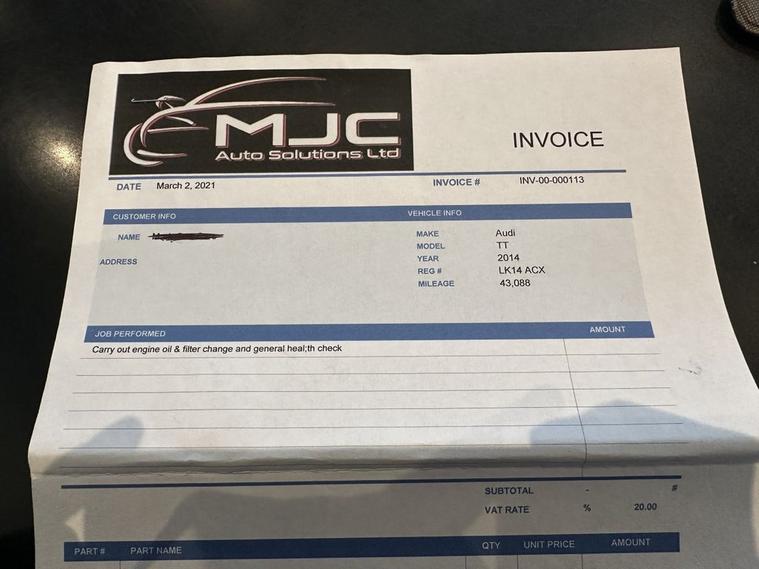 MJC
Auto Solutions Ltd
INVOICE
DATE March 2, 2021 INVOICE # INV-00-000113
CUSTOMER INFO VEHICLE INFO
NAME MAKE Audi
MODEL TT
ADDRESS YEAR 2014
REG # LK14 ACX
MILEAGE 43,088
JOB PERFORMED AMOUNT
Carry out engine oil & filter change and general heal;th check
SUBTOTAL - #
VAT RATE % 20.00
PART # PART NAME QTY UNIT PRICE AMOUNT